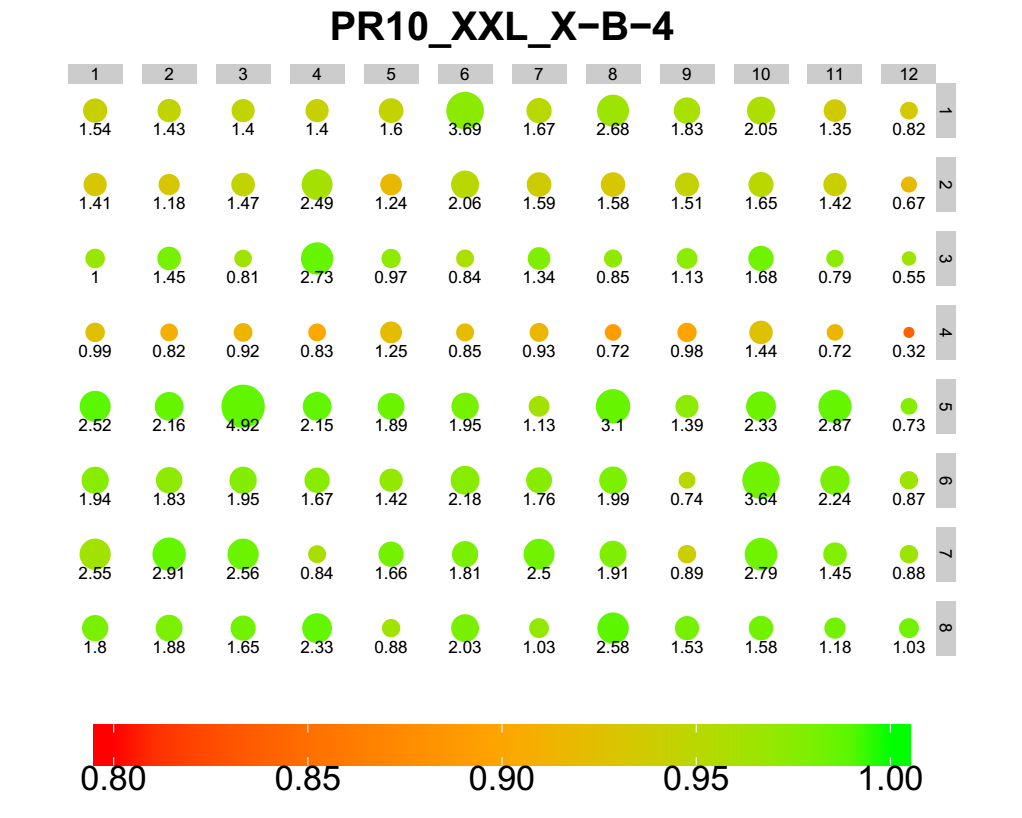 PR10_XXL_X−B−4
1 2 3 4 5 6 7 8 9 10 11 12
1.54 1.43 1.4 1.4 1.6 3.69 1.67 2.68 1.83 2.05 1.35 0.82 1
1.41 1.18 1.47 2.49 1.24 2.06 1.59 1.58 1.51 1.65 1.42 0.67 2
1 1.45 0.81 2.73 0.97 0.84 1.34 0.85 1.13 1.68 0.79 0.55 3
0.99 0.82 0.92 0.83 1.25 0.85 0.93 0.72 0.98 1.44 0.72 0.32 4
2.52 2.16 4.92 2.15 1.89 1.95 1.13 3.1 1.39 2.33 2.87 0.73 5
1.94 1.83 1.95 1.67 1.42 2.18 1.76 1.99 0.74 3.64 2.24 0.87 6
2.55 2.91 2.56 0.84 1.66 1.81 2.5 1.91 0.89 2.79 1.45 0.88 7
1.8 1.88 1.65 2.33 0.88 2.03 1.03 2.58 1.53 1.58 1.18 1.03 8
0.80 0.85 0.90 0.95 1.00